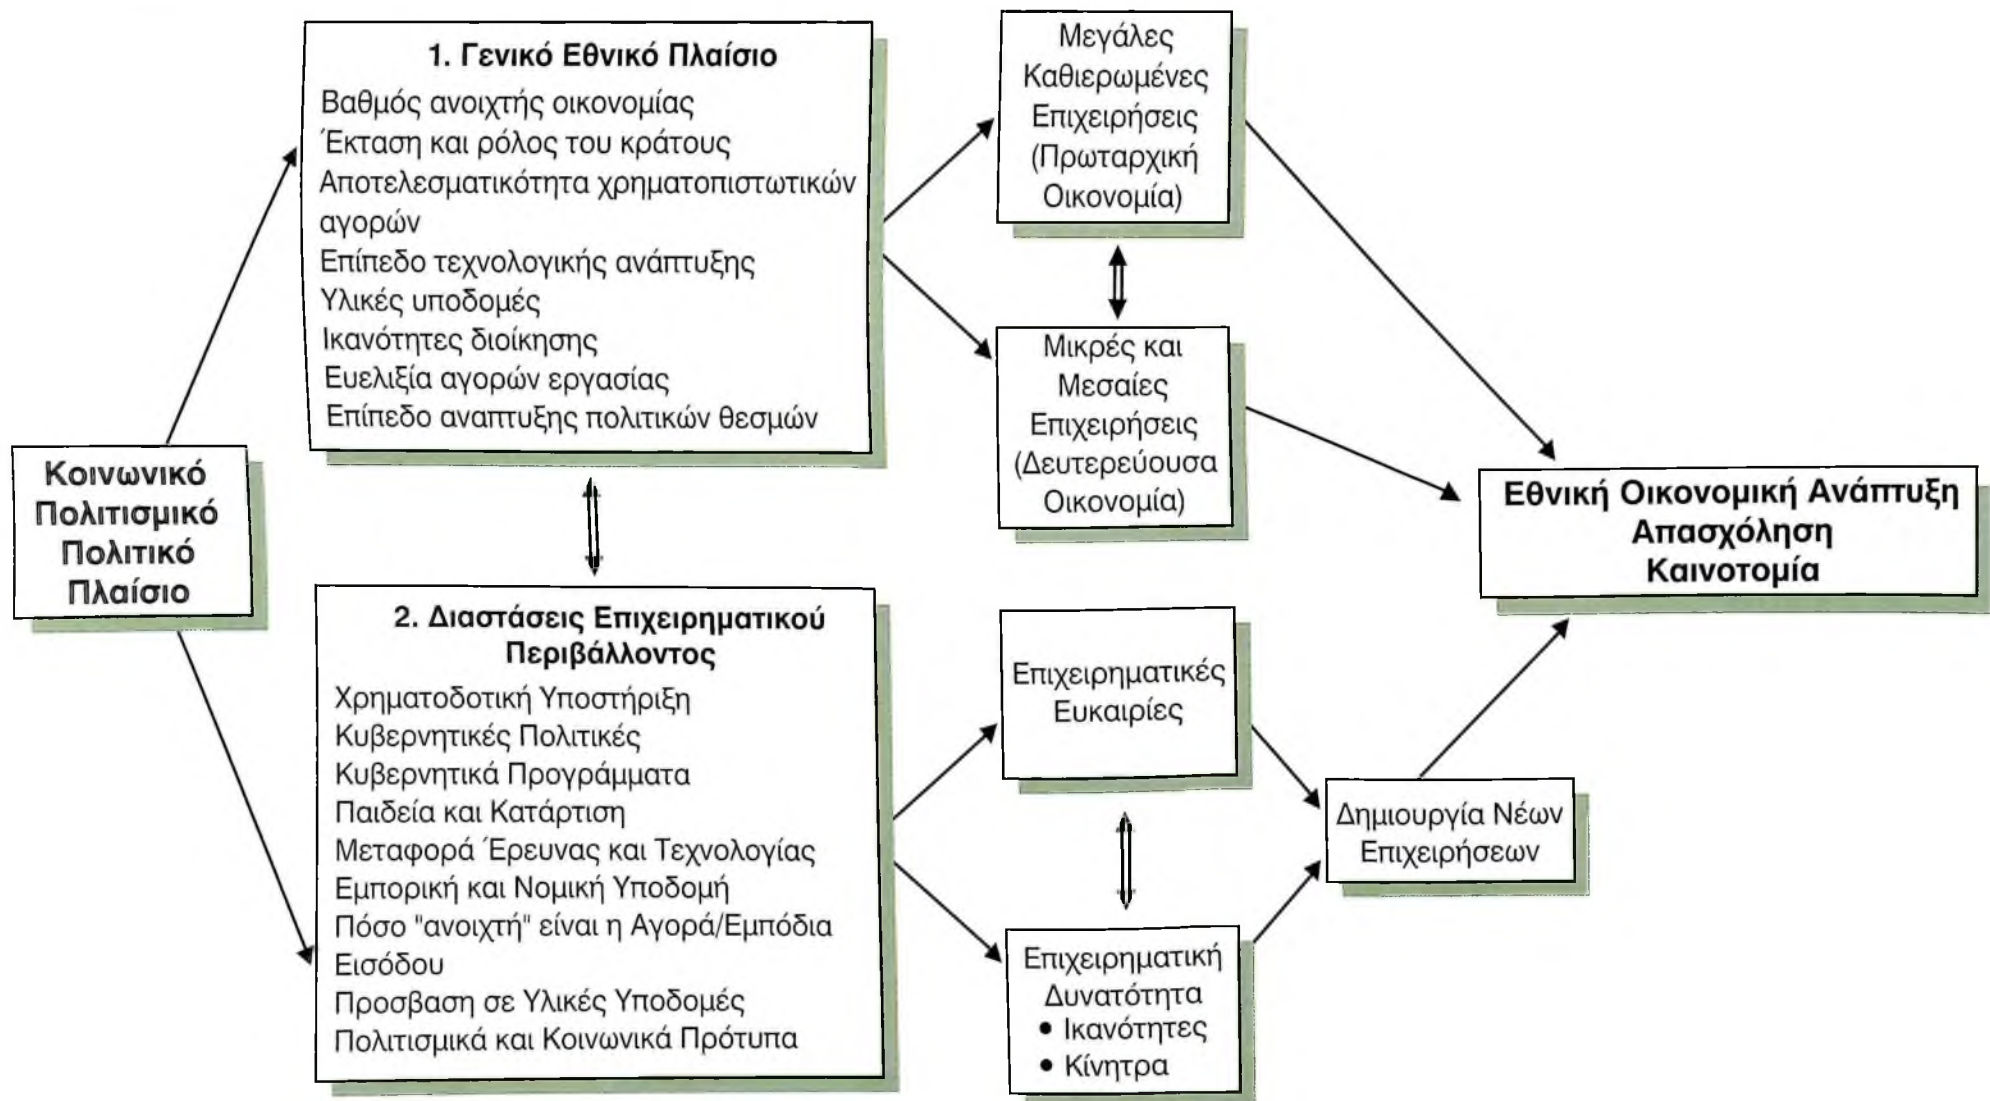 Κοινωνικό
Πολιτισμικό
Πολιτικό
Πλαίσιο
1. Γενικό Εθνικό Πλαίσιο
Βαθμός ανοιχτής οικονομίας
Έκταση και ρόλος του κράτους
Αποτελεσματικότητα χρηματοπιστωτικών
αγορών
Επίπεδο τεχνολογικής ανάπτυξης
Υλικές υποδομές
Ικανότητες διοίκησης
Ευελιξία αγορών εργασίας
Επίπεδο αναπτυξης πολιτικών θεσμών
2. Διαστάσεις Επιχειρηματικού
Περιβάλλοντος
Χρηματοδοτική Υποστήριξη
Κυβερνητικές Πολιτικές
Κυβερνητικά Προγράμματα
Παιδεία και Κατάρτιση
Μεταφορά Έρευνας και Τεχνολογίας
Εμπορική και Νομική Υποδομή
Πόσο "ανοιχτή" είναι η Αγορά/Εμπόδια
Εισόδου
Προσβαση σε Υλικές Υποδομές
Πολιτισμικά και Κοινωνικά Πρότυπα
Μεγάλες
Καθιερωμένες
Επιχειρήσεις
(Πρωταρχική
Οικονομία)
Μικρές και
Μεσαίες
Επιχειρήσεις
(Δευτερεύουσα
Οικονομία)
Επιχειρηματικές
Ευκαιρίες
Επιχειρηματική
Δυνατότητα
• Ικανότητες
• Κίνητρα
Δημιουργία Νέων
Επιχειρήσεων
Εθνική Οικονομική Ανάπτυξη
Απασχόληση
Καινοτομία